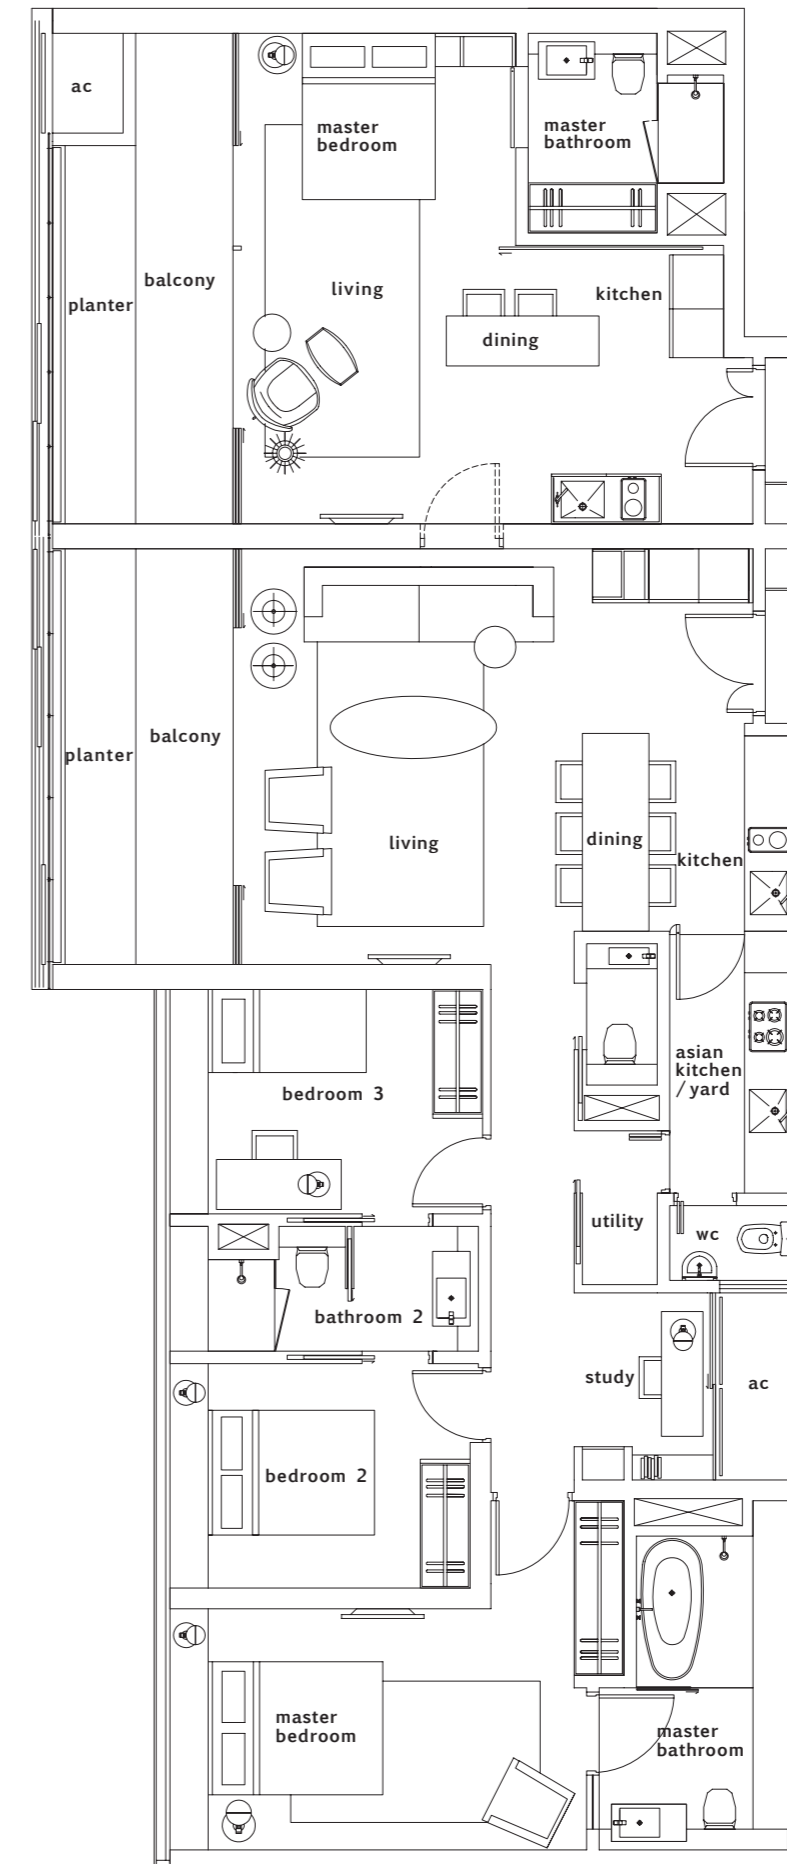 ac
master
bedroom
master
bathroom
balcony
planter
living
kitchen
dining
balcony
planter
living
dining
kitchen
asian
kitchen
/ yard
bedroom 3
utility
wc
bathroom 2
study
ac
bedroom 2
master
bedroom
master
bathroom